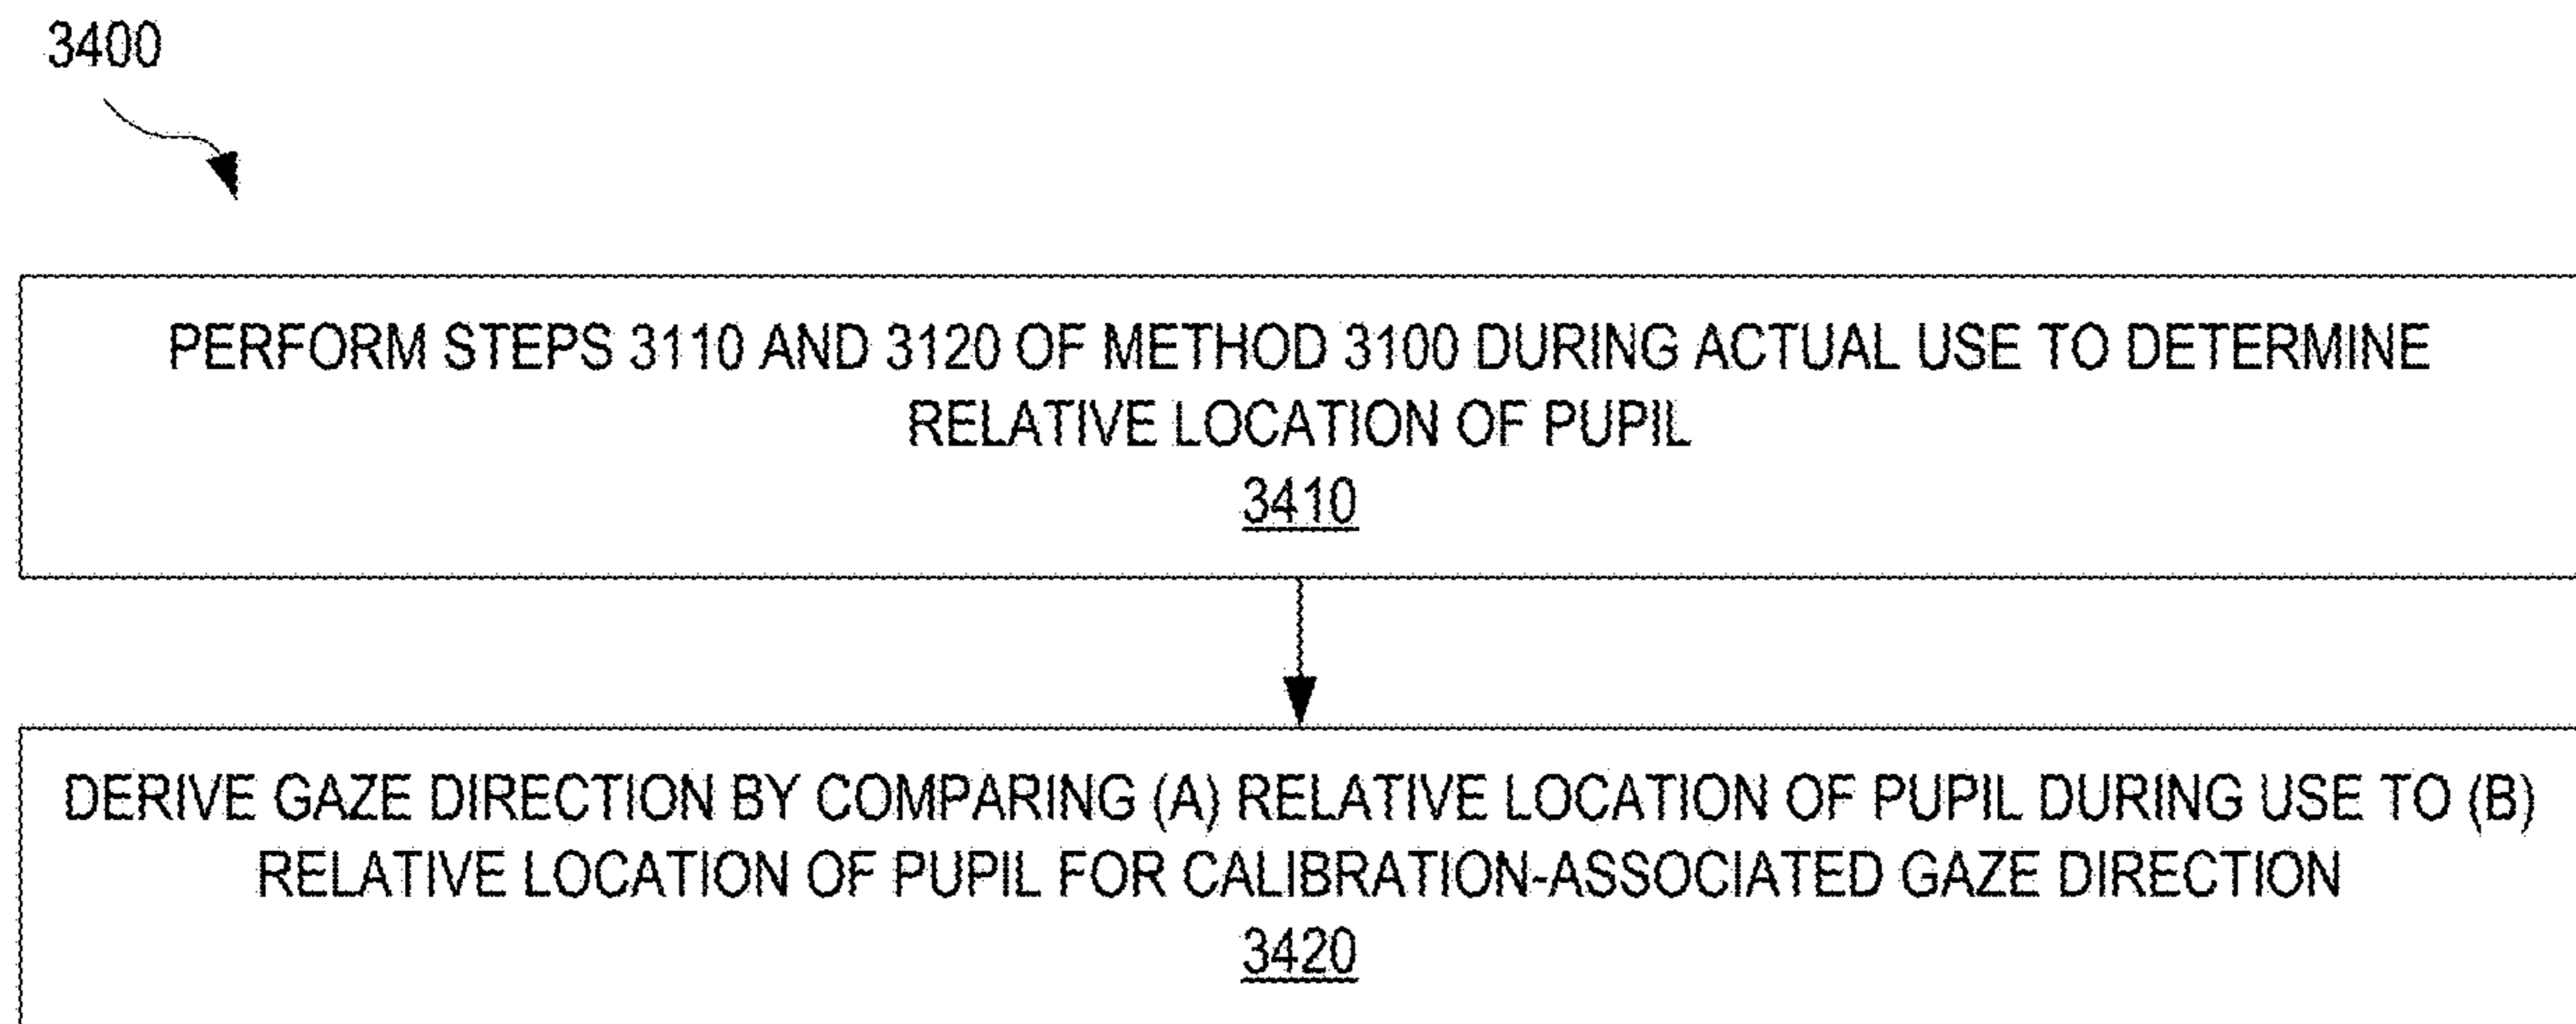 3400
PERFORM STEPS 3110 AND 3120 OF METHOD 3100 DURING ACTUAL USE TO DETERMINE
RELATIVE LOCATION OF PUPIL
3410
DERIVE GAZE DIRECTION BY COMPARING (A) RELATIVE LOCATION OF PUPIL DURING USE TO (B)
RELATIVE LOCATION OF PUPIL FOR CALIBRATION-ASSOCIATED GAZE DIRECTION
3420